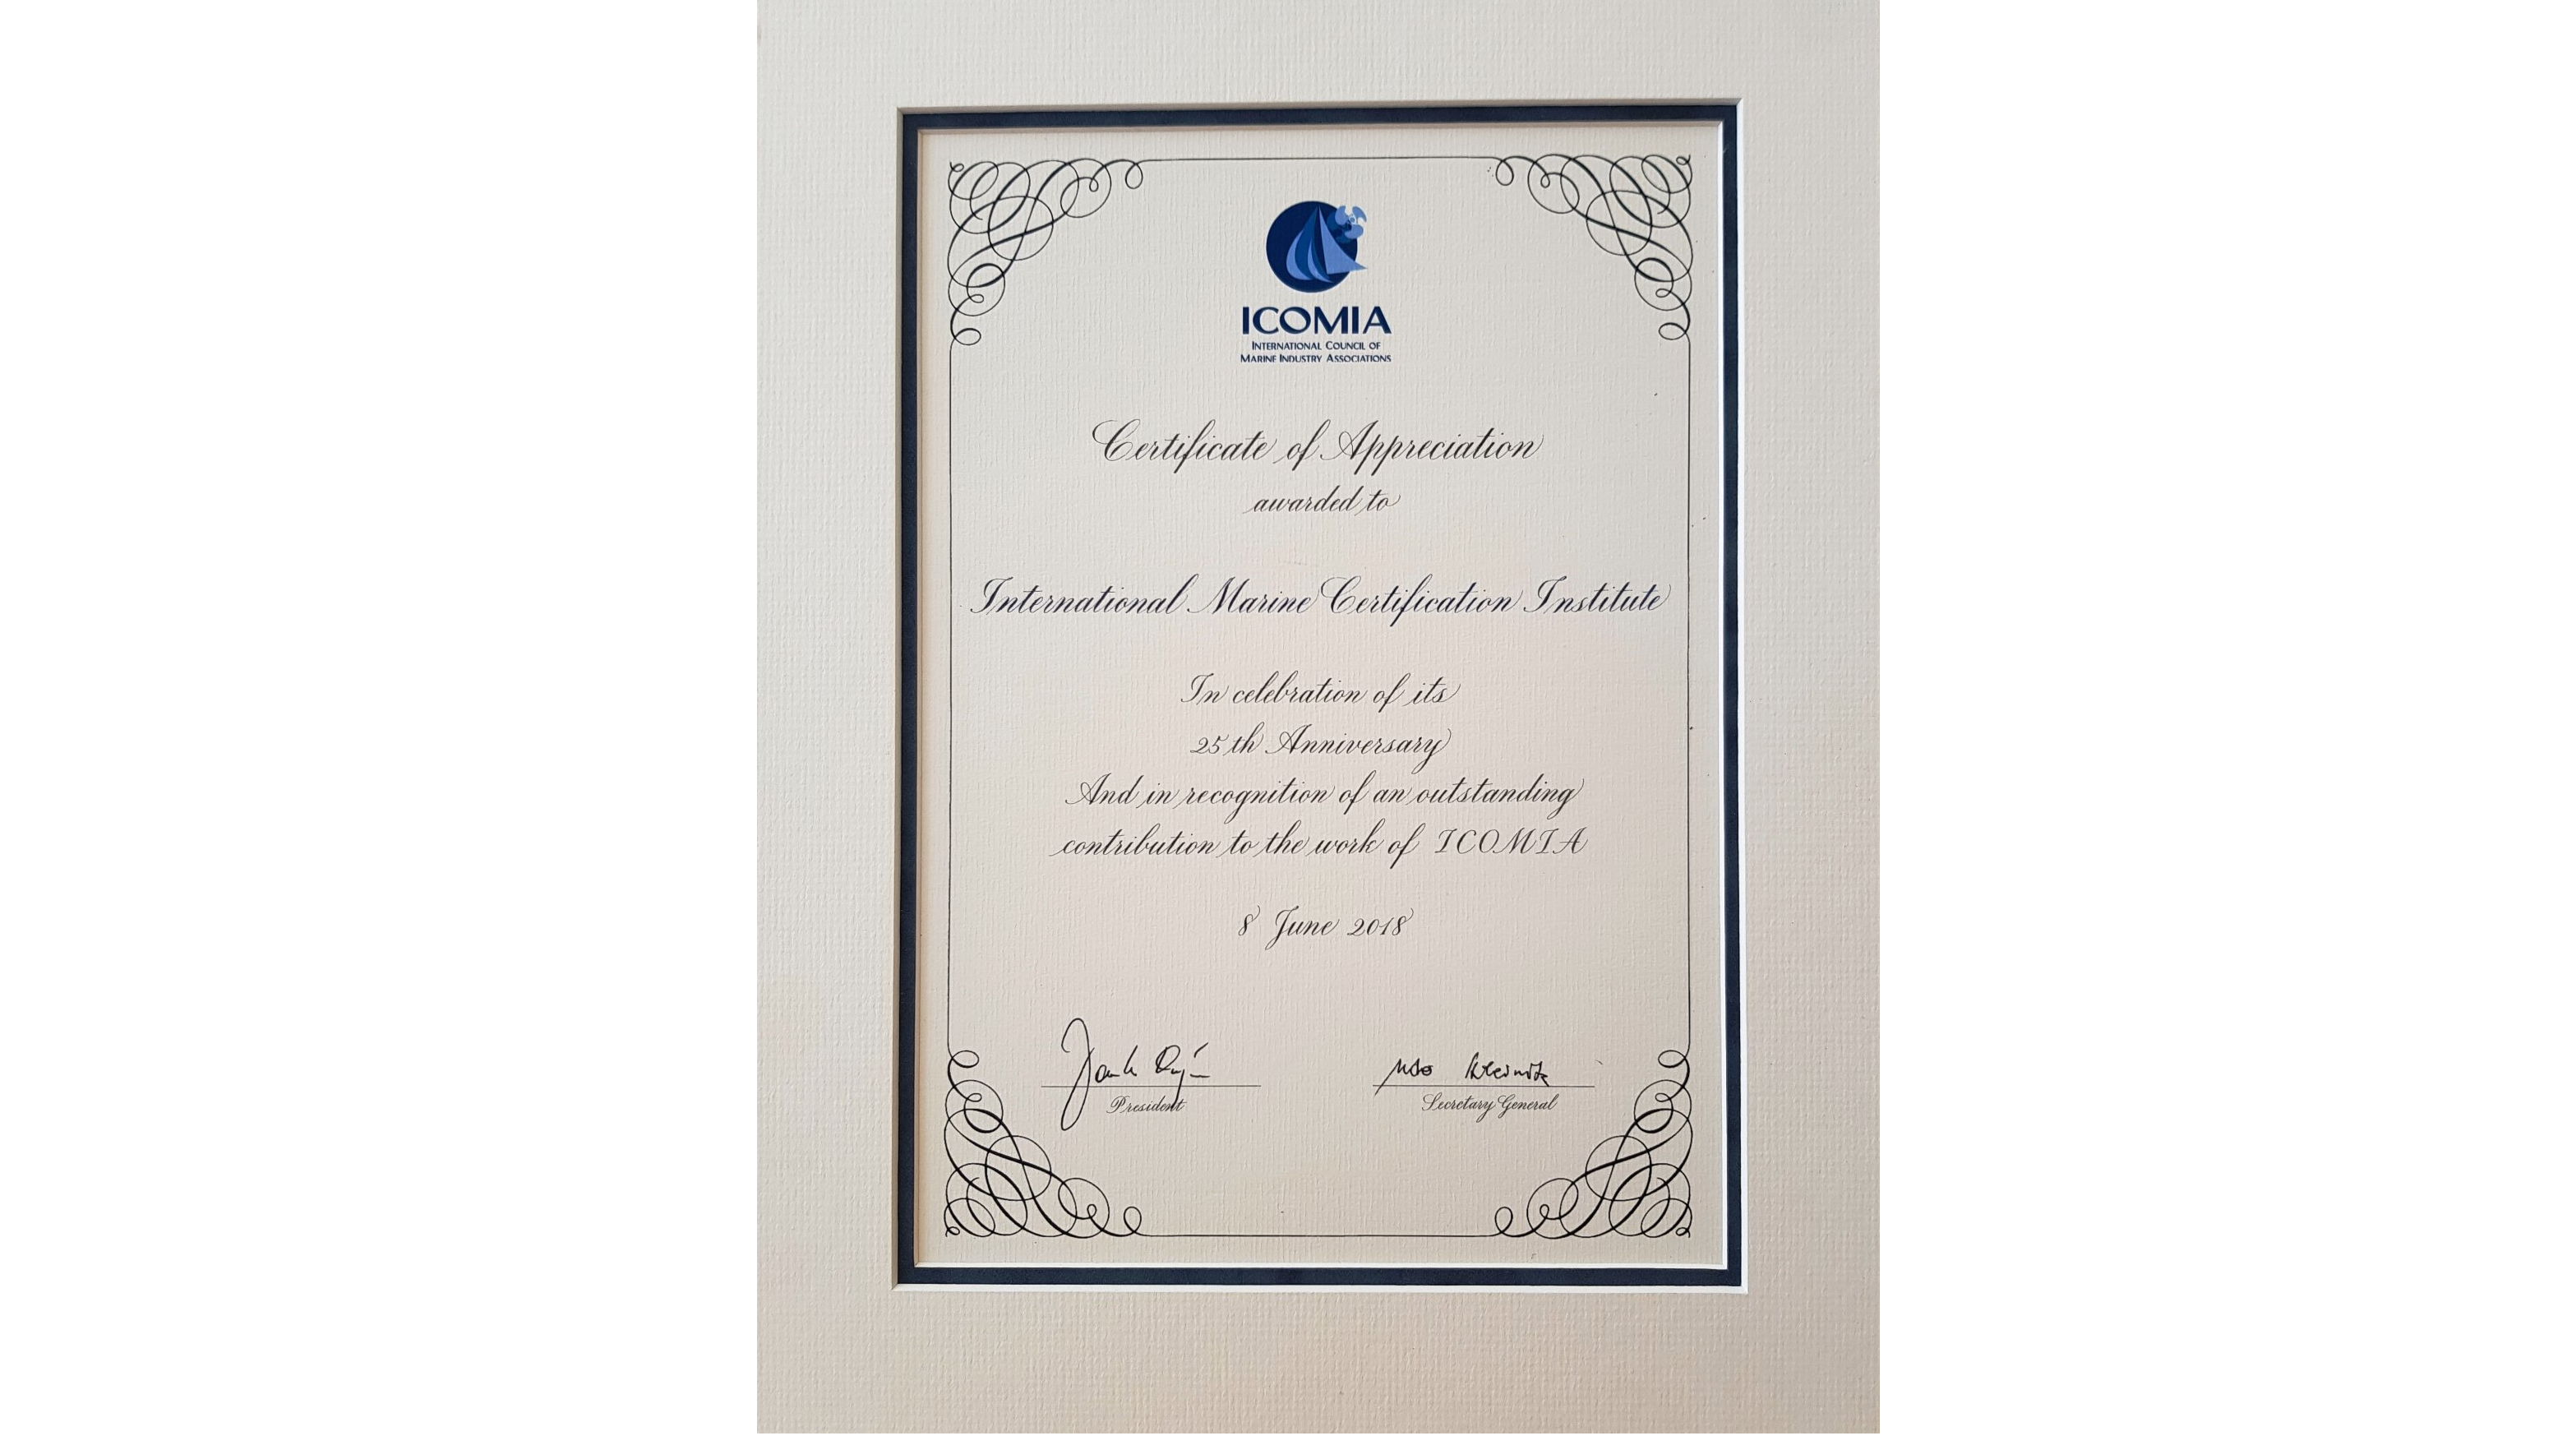 ICOMIA
INTERNATIONAL COUNCIL OF
MARINE INDUSTRY ASSOCIATIONS
Certificate of Appreciation
awarded to
International Marine Certification Institute
In celebration of its
25th Anniversary
And in recognition of an outstanding
contribution to the work of ICOMIA
8 June 2018
President
Secretary General